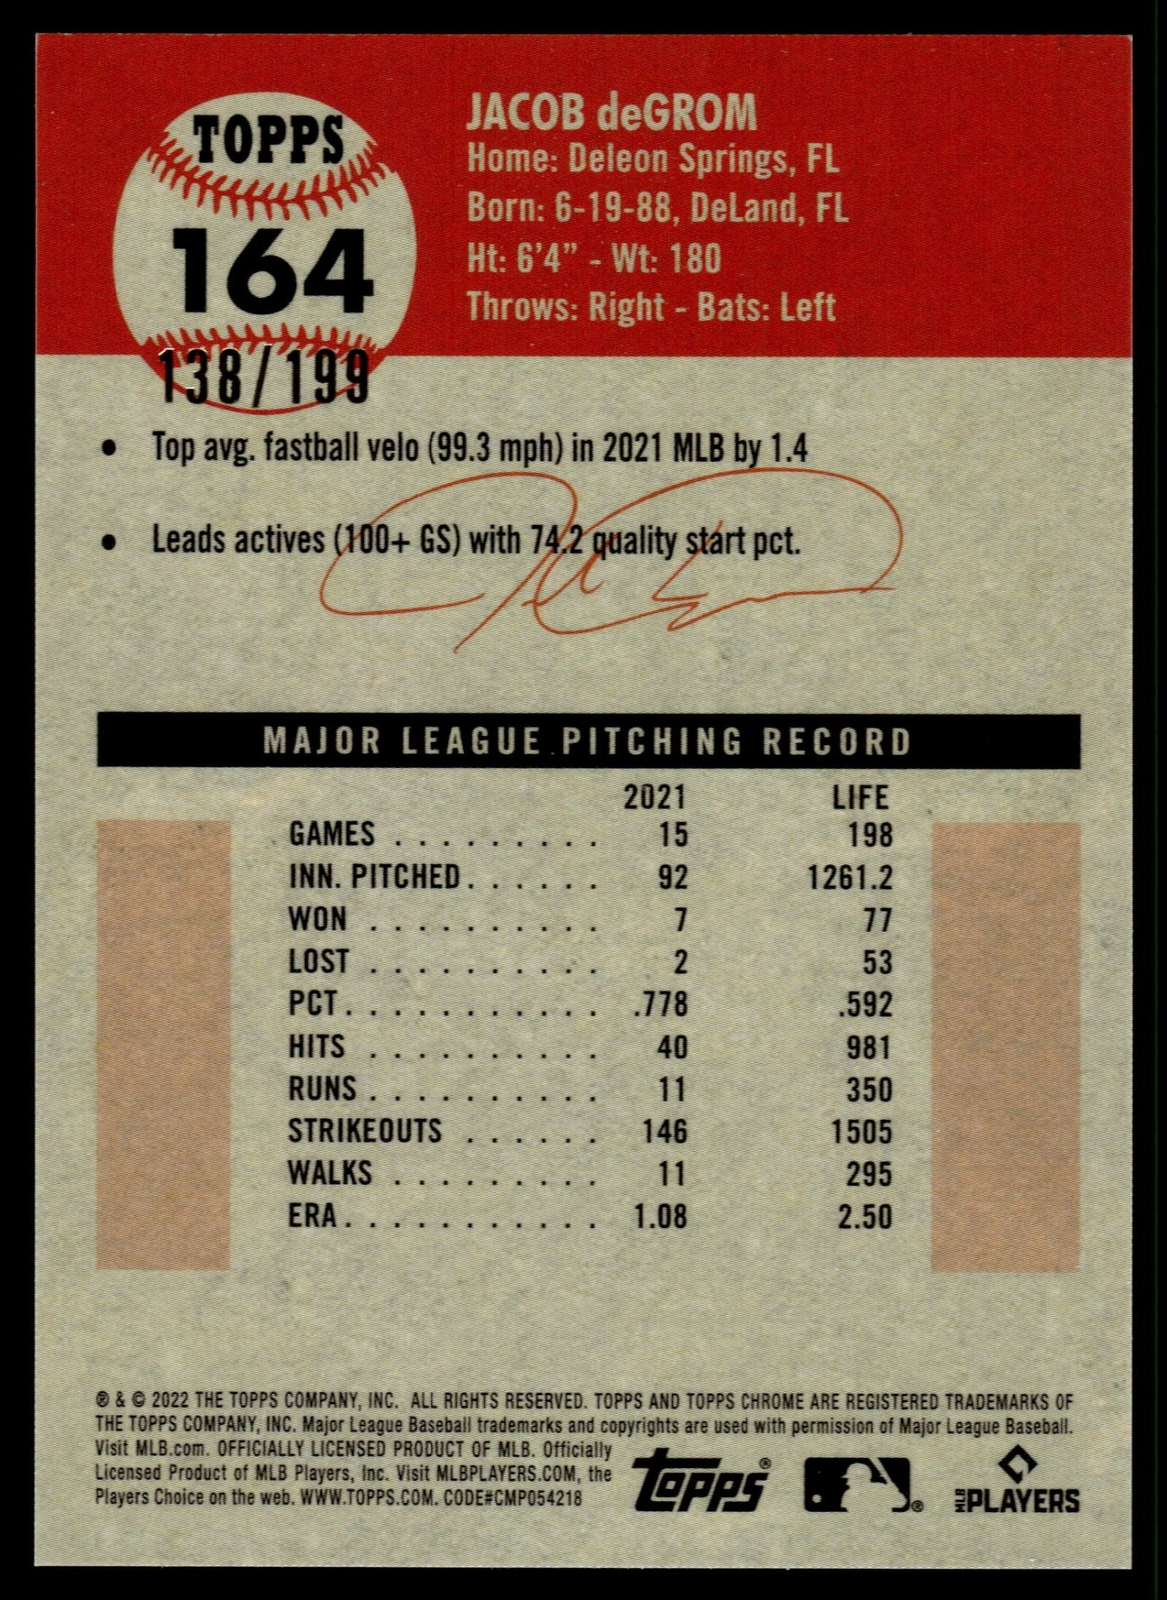 TOPPS
164
138/199
JACOB deGROM
Home: Deleon Springs, FL
Born: 6-19-88, DeLand, FL
Ht: 6'4" - Wt: 180
Throws: Right - Bats: Left
• Top avg. fastball velo (99.3 mph) in 2021 MLB by 1.4
• Leads actives (100+ GS) with 74.2 quality start pct.
MAJOR LEAGUE PITCHING RECORD
2021 LIFE
GAMES . . . . . . . . . 15 198
INN. PITCHED . . . . . . 92 1261.2
WON . . . . . . . . . . 7 77
LOST . . . . . . . . . . 2 53
PCT . . . . . . . . . . . .778 .592
HITS . . . . . . . . . . 40 981
RUNS . . . . . . . . . . 11 350
STRIKEOUTS . . . . . . 146 1505
WALKS . . . . . . . . . 11 295
ERA . . . . . . . . . . . 1.08 2.50
® & © 2022 THE TOPPS COMPANY, INC. ALL RIGHTS RESERVED. TOPPS AND TOPPS CHROME ARE REGISTERED TRADEMARKS OF
THE TOPPS COMPANY, INC. Major League Baseball trademarks and copyrights are used with permission of Major League Baseball.
Visit MLB.com. OFFICIALLY LICENSED PRODUCT OF MLB. Officially
Licensed Product of MLB Players, Inc. Visit MLBPLAYERS.COM, the
Players Choice on the web. WWW.TOPPS.COM. CODE#CMP054218
Topps®
®
MLB PLAYERS